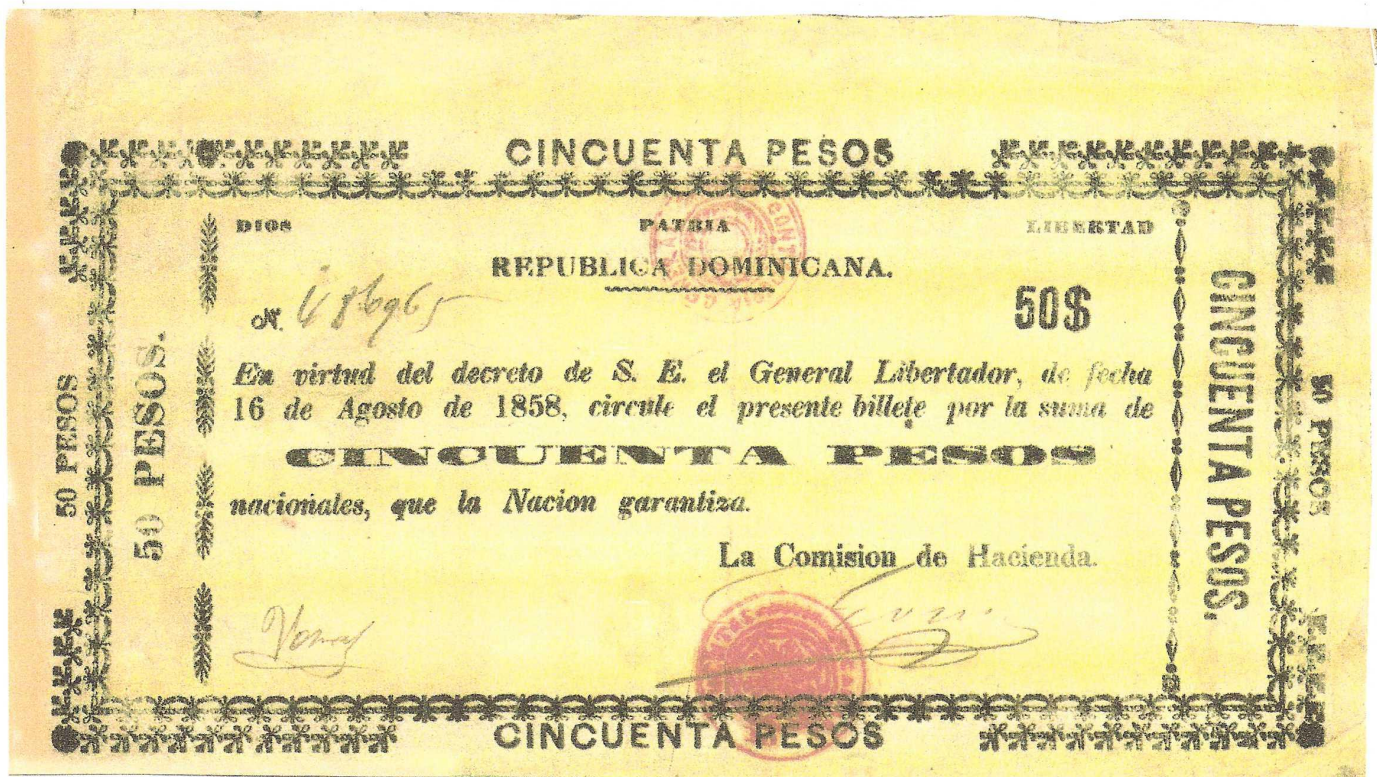 CINCUENTA PESOS
DIOS PATRIA LIBERTAD
REPUBLICA DOMINICANA.
N.
50$
En virtud del decreto de S. E. el General Libertador, de fecha
16 de Agosto de 1858, circule el presente billete por la suma de
CINCUENTA PESOS
nacionales, que la Nacion garantiza.
La Comision de Hacienda.
CINCUENTA PESOS
50 PESOS
50 PESOS.
CINCUENTA PESOS.
50 PESOS